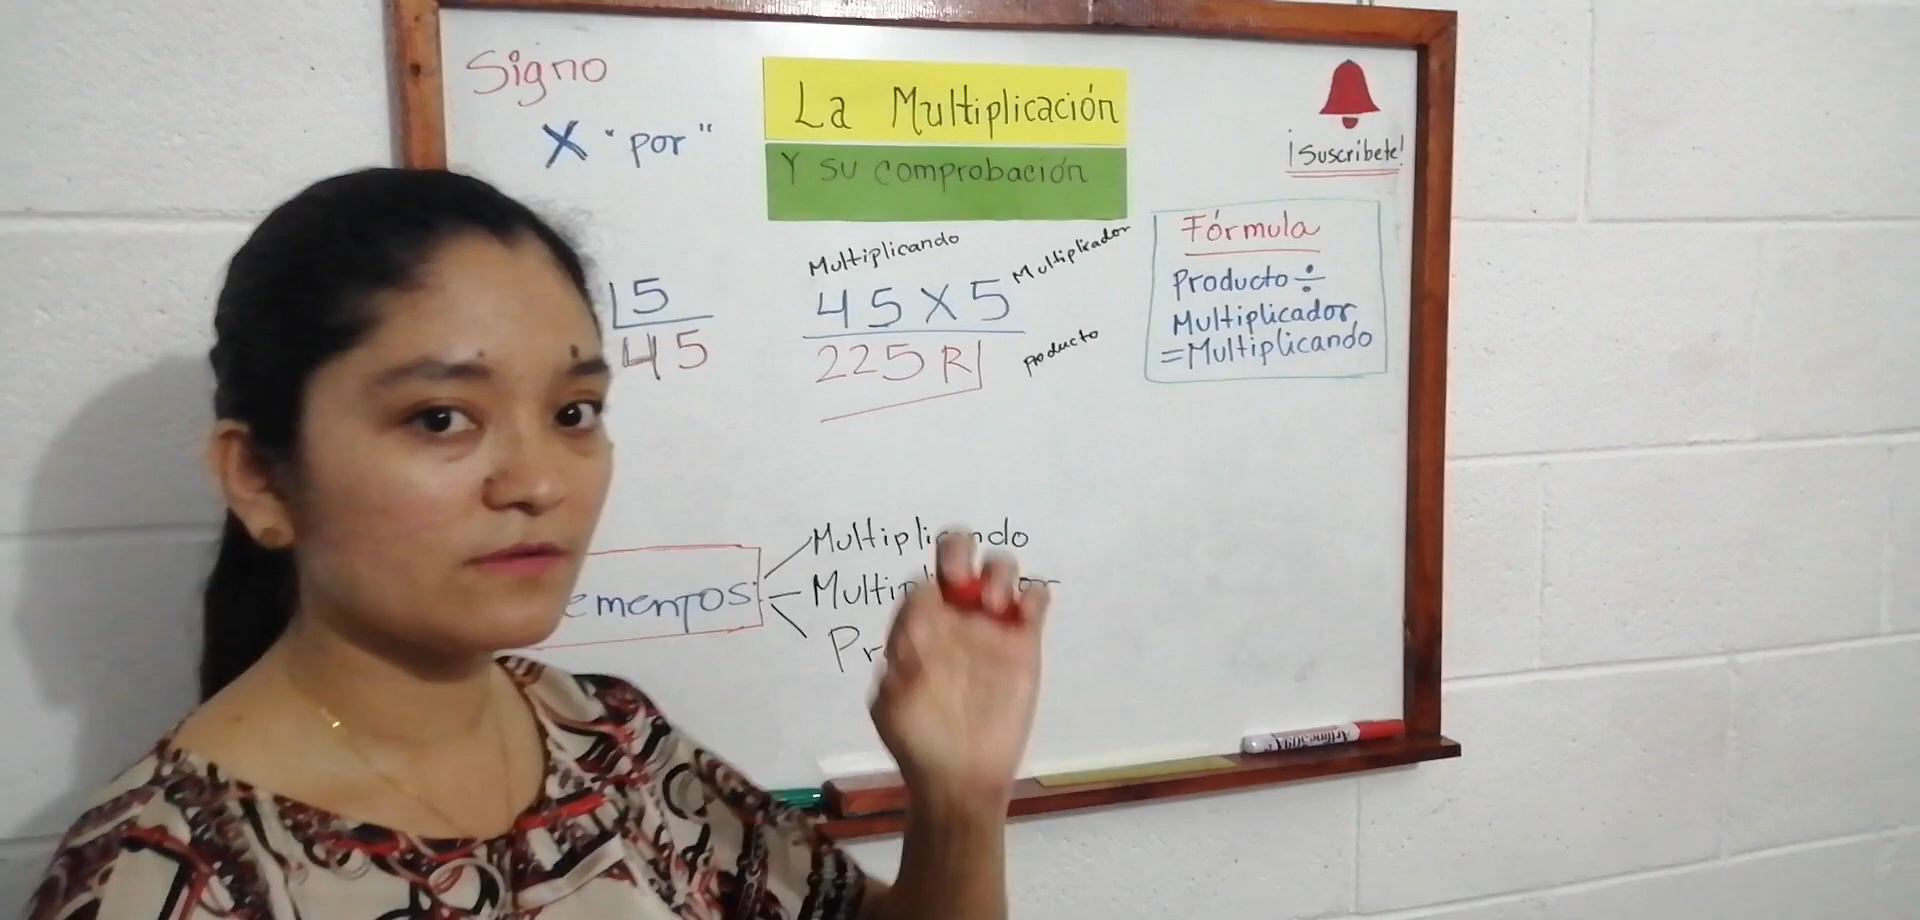 Signo
X "por"
La Multiplicación
Y su comprobación
¡Suscribete!
Fórmula
Producto ÷
Multiplicador
=Multiplicando
Multiplicando
Multiplicador
45 X 5
225 R
producto
5
45
ementos
Multiplicando